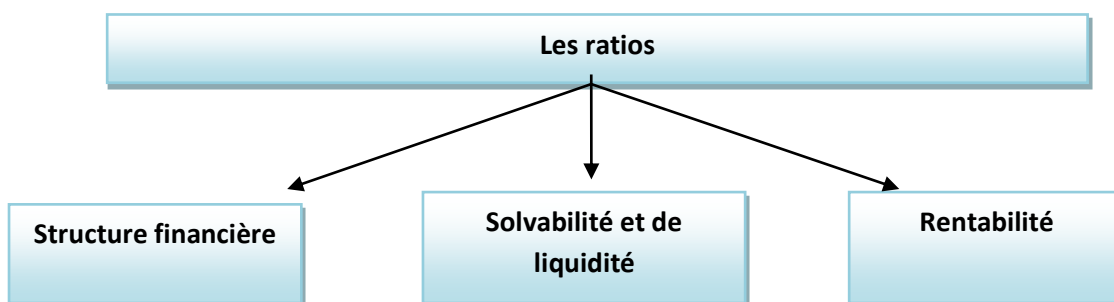 Les ratios
Structure financière
Solvabilité et de
liquidité
Rentabilité